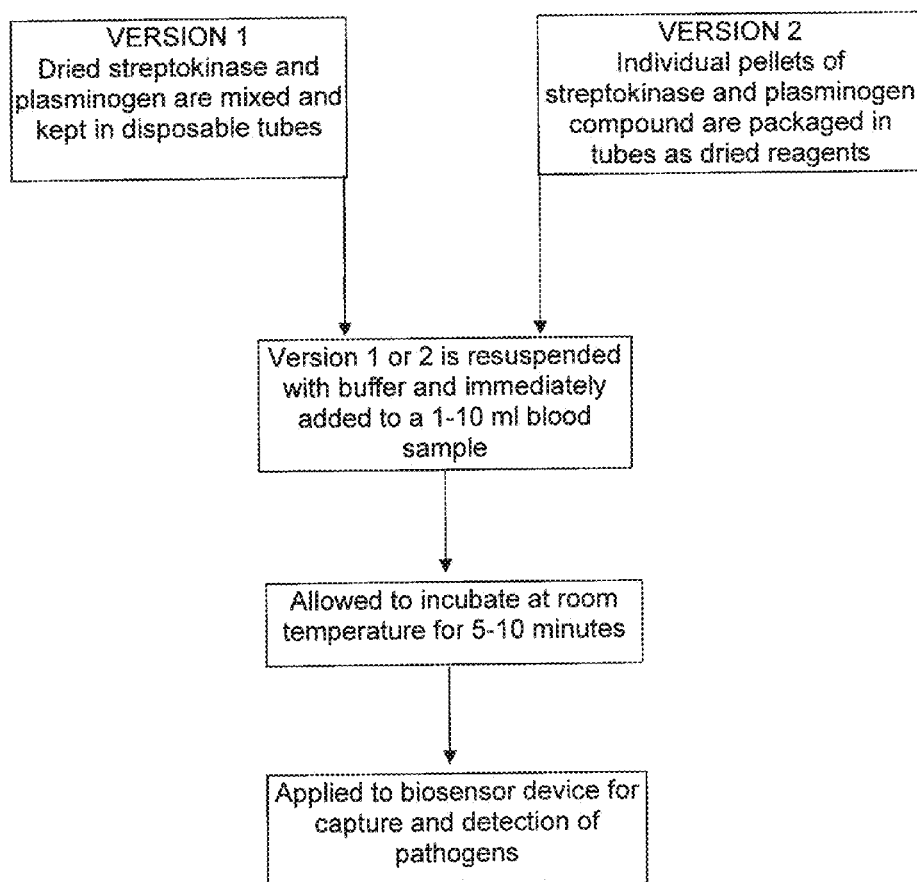 VERSION 1
Dried streptokinase and
plasminogen are mixed and
kept in disposable tubes
VERSION 2
Individual pellets of
streptokinase and plasminogen
compound are packaged in
tubes as dried reagents
Version 1 or 2 is resuspended
with buffer and immediately
added to a 1-10 ml blood
sample
Allowed to incubate at room
temperature for 5-10 minutes
Applied to biosensor device for
capture and detection of
pathogens